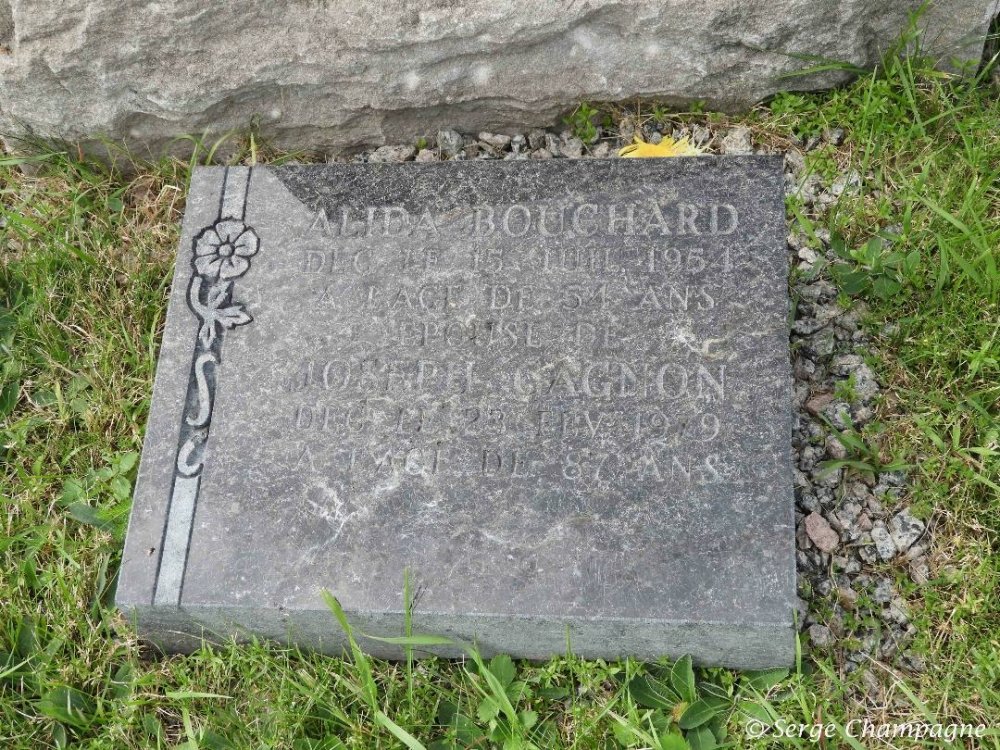 ALIDA BOUCHARD
DEC LE 15 JUIL 1954
A L'AGE DE 54 ANS
EPOUSE DE
JOSEPH GAGNON
DEC LE 23 FEV 1979
A L'AGE DE 87 ANS
©Serge Champagne